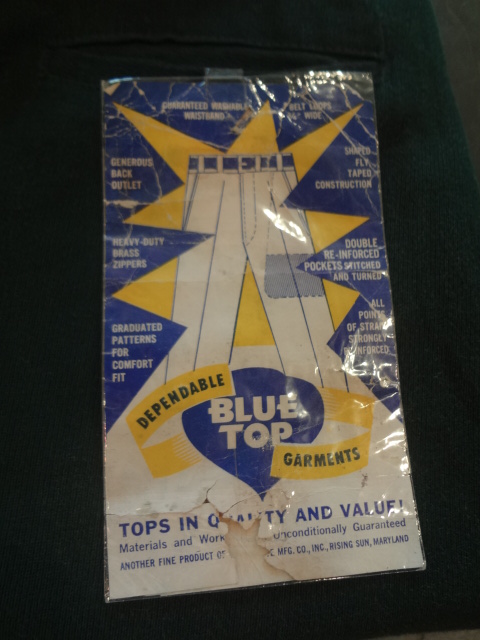 GUARANTEED WASHABLE
WAISTBAND
BELT LOOPS
WIDE
GENEROUS
BACK
OUTLET
SHAPED
FLY
TAPED
CONSTRUCTION
HEAVY-DUTY
BRASS
ZIPPERS
DOUBLE
RE-INFORCED
POCKETS STITCHED
AND TURNED
GRADUATED
PATTERNS
FOR
COMFORT
FIT
ALL
POINTS
OF STRAIN
STRONGLY
REINFORCED
DEPENDABLE
BLUE
TOP
GARMENTS
TOPS IN QUALITY AND VALUE!
Materials and Work Unconditionally Guaranteed
ANOTHER FINE PRODUCT OF MFG. CO., INC., RISING SUN, MARYLAND